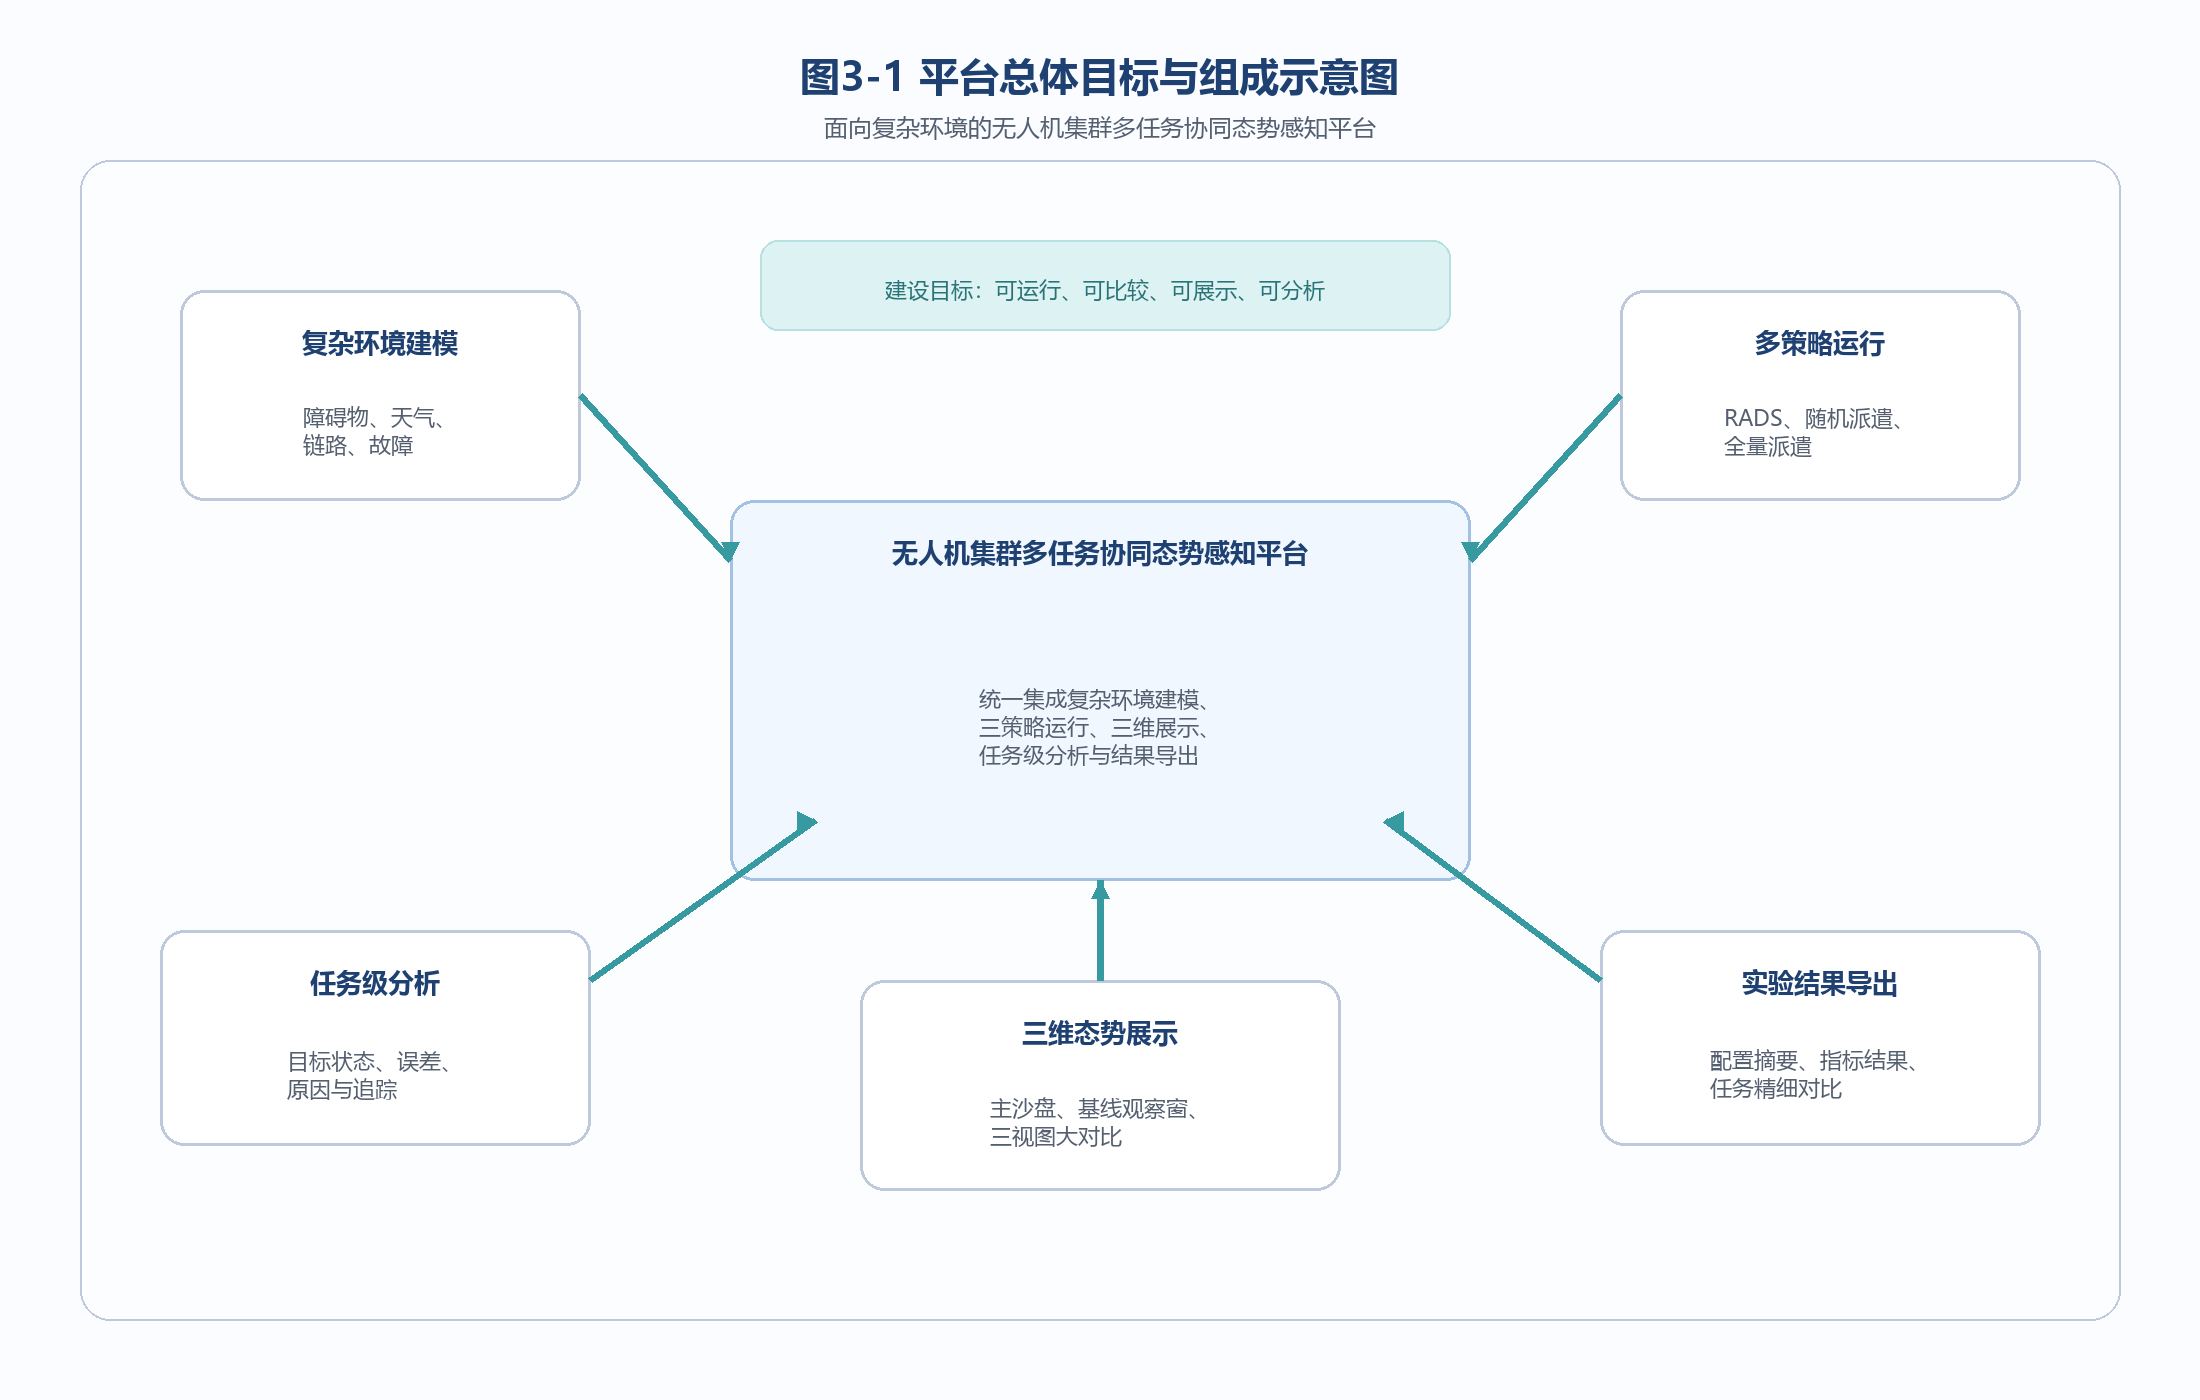 图3-1 平台总体目标与组成示意图
面向复杂环境的无人机集群多任务协同态势感知平台
建设目标：可运行、可比较、可展示、可分析
复杂环境建模
障碍物、天气、
链路、故障
多策略运行
RADS、随机派遣、
全量派遣
无人机集群多任务协同态势感知平台
统一集成复杂环境建模、
三策略运行、三维展示、
任务级分析与结果导出
任务级分析
目标状态、误差、
原因与追踪
三维态势展示
主沙盘、基线观察窗、
三视图大对比
实验结果导出
配置摘要、指标结果、
任务精细对比